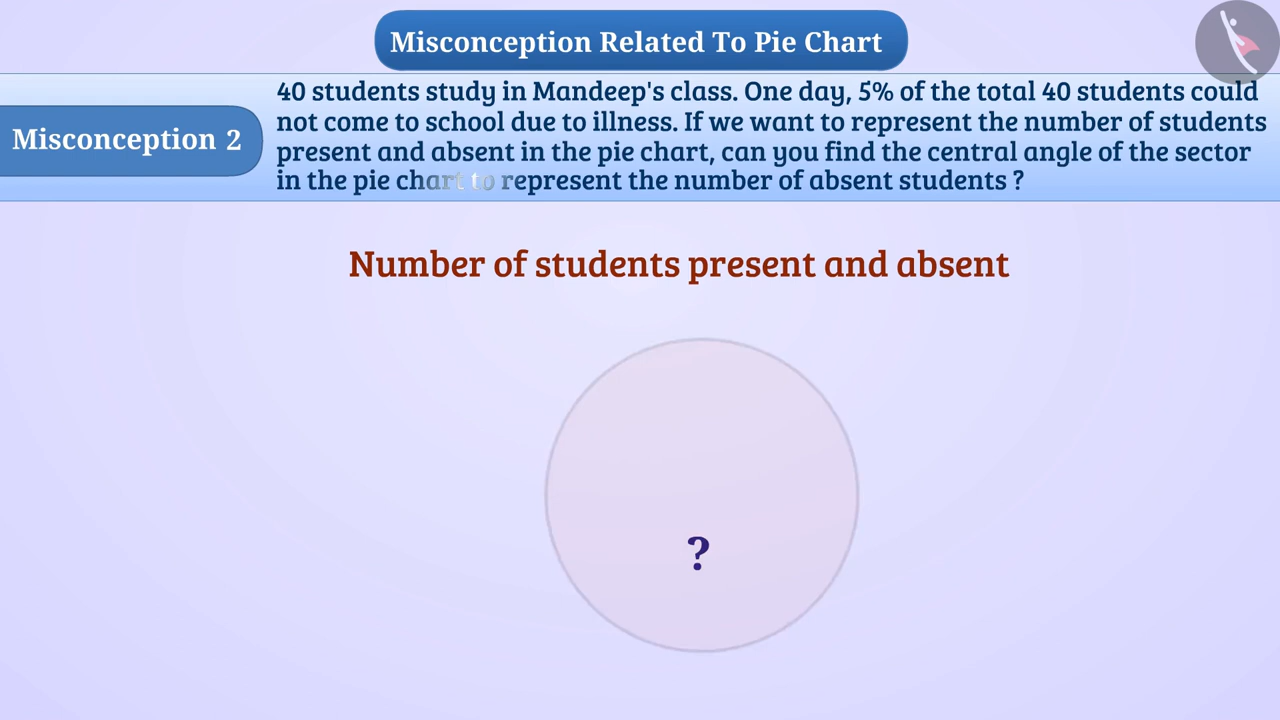 Misconception Related To Pie Chart
40 students study in Mandeep's class. One day, 5% of the total 40 students could
not come to school due to illness. If we want to represent the number of students
Misconception 2
present and absent in the pie chart, can you find the central angle of the sector
in the pie chart to represent the number of absent students ?
Number of students present and absent
?